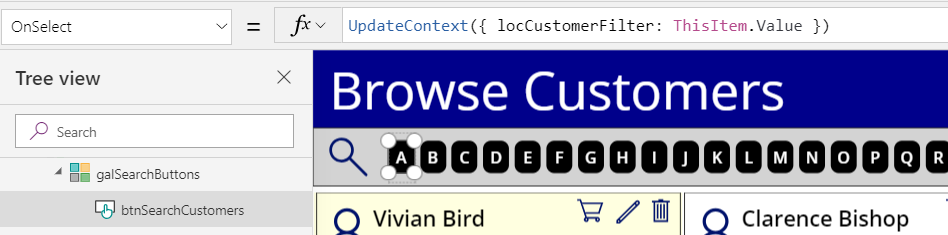 OnSelect = fx UpdateContext({ locCustomerFilter: ThisItem.Value })
Tree view
Search
galSearchButtons
btnSearchCustomers
Browse Customers
A B C D E F G H I J K L M N O P Q R
Vivian Bird
Clarence Bishop